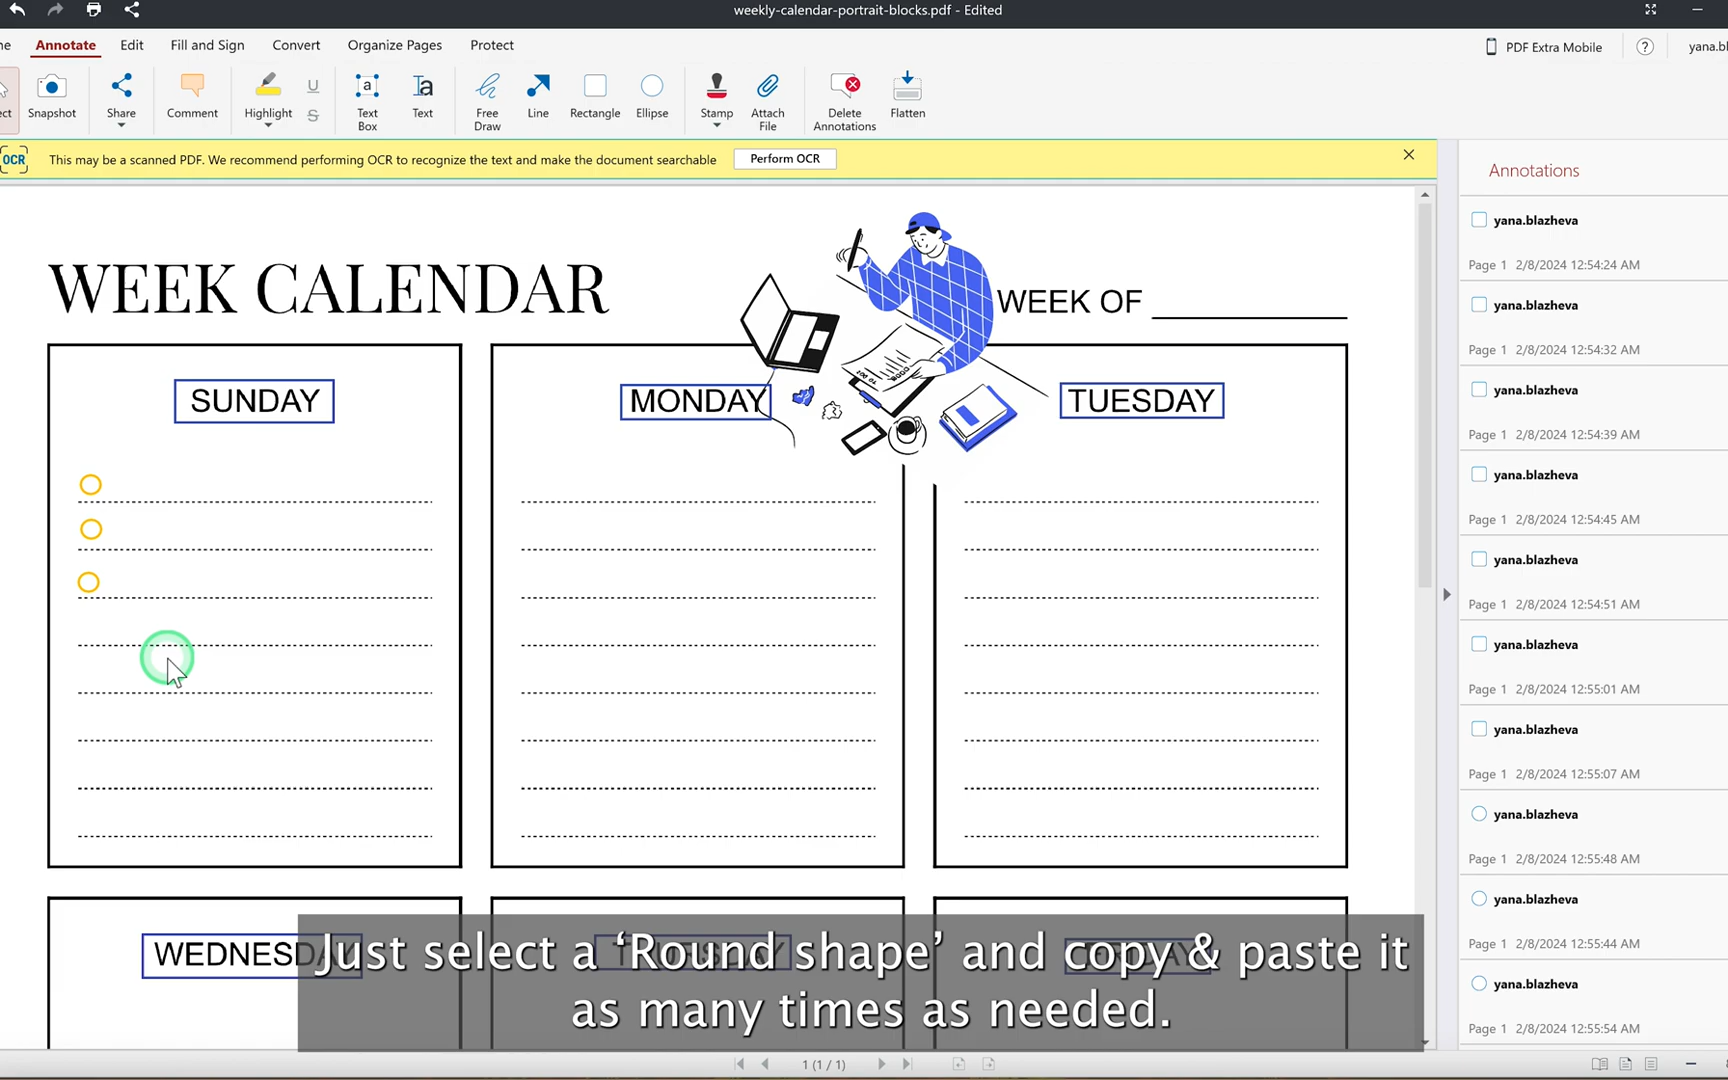 weekly-calendar-portrait-blocks.pdf - Edited
Annotate Edit Fill and Sign Convert Organize Pages Protect
PDF Extra Mobile ?
Snapshot Share Comment Highlight U S Text Box Text Free Draw Line Rectangle Ellipse Stamp Attach File Delete Annotations Flatten
OCR This may be a scanned PDF. We recommend performing OCR to recognize the text and make the document searchable Perform OCR
WEEK CALENDAR
WEEK OF
SUNDAY
MONDAY
TUESDAY
WEDNESDAY
Just select a ‘Round shape’ and copy & paste it
as many times as needed.
1 (1 / 1)
Annotations
yana.blazheva
Page 1 2/8/2024 12:54:24 AM
yana.blazheva
Page 1 2/8/2024 12:54:32 AM
yana.blazheva
Page 1 2/8/2024 12:54:39 AM
yana.blazheva
Page 1 2/8/2024 12:54:45 AM
yana.blazheva
Page 1 2/8/2024 12:54:51 AM
yana.blazheva
Page 1 2/8/2024 12:55:01 AM
yana.blazheva
Page 1 2/8/2024 12:55:07 AM
yana.blazheva
Page 1 2/8/2024 12:55:48 AM
yana.blazheva
Page 1 2/8/2024 12:55:44 AM
yana.blazheva
Page 1 2/8/2024 12:55:54 AM